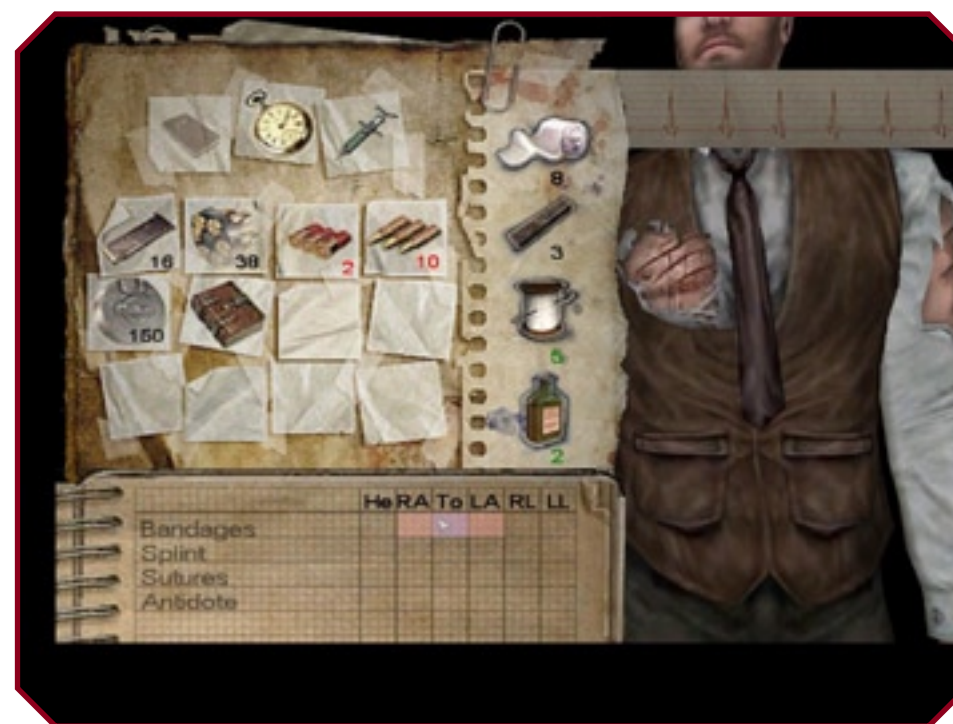 8
16
38
2
10
3
150
5
2
He RA To LA RL LL
Bandages
Splint
Sutures
Antidote